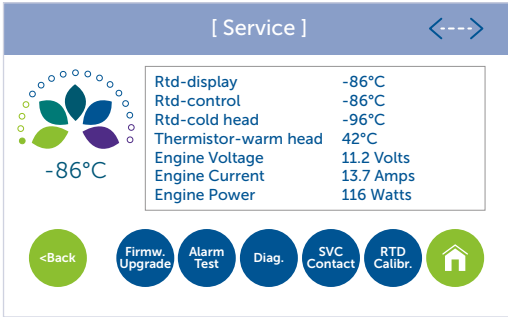 [ Service ]
Rtd-display -86°C
Rtd-control -86°C
Rtd-cold head -96°C
Thermistor-warm head 42°C
Engine Voltage 11.2 Volts
Engine Current 13.7 Amps
Engine Power 116 Watts
-86°C
<Back
Firmw.
Upgrade
Alarm
Test
Diag.
SVC
Contact
RTD
Calibr.